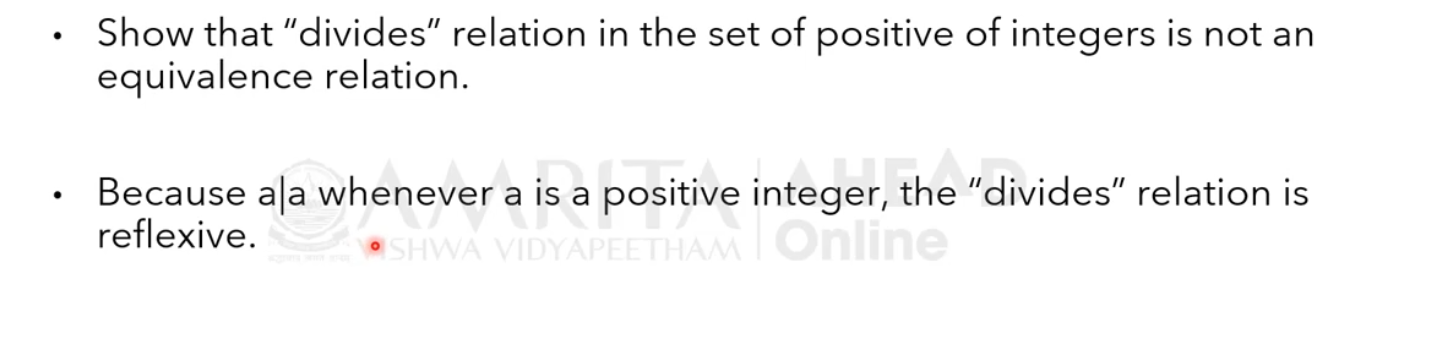 • Show that “divides” relation in the set of positive of integers is not an
equivalence relation.
• Because a|a whenever a is a positive integer, the “divides” relation is
reflexive.
AMRITA AHEAD
VISHWA VIDYAPEETHAM Online